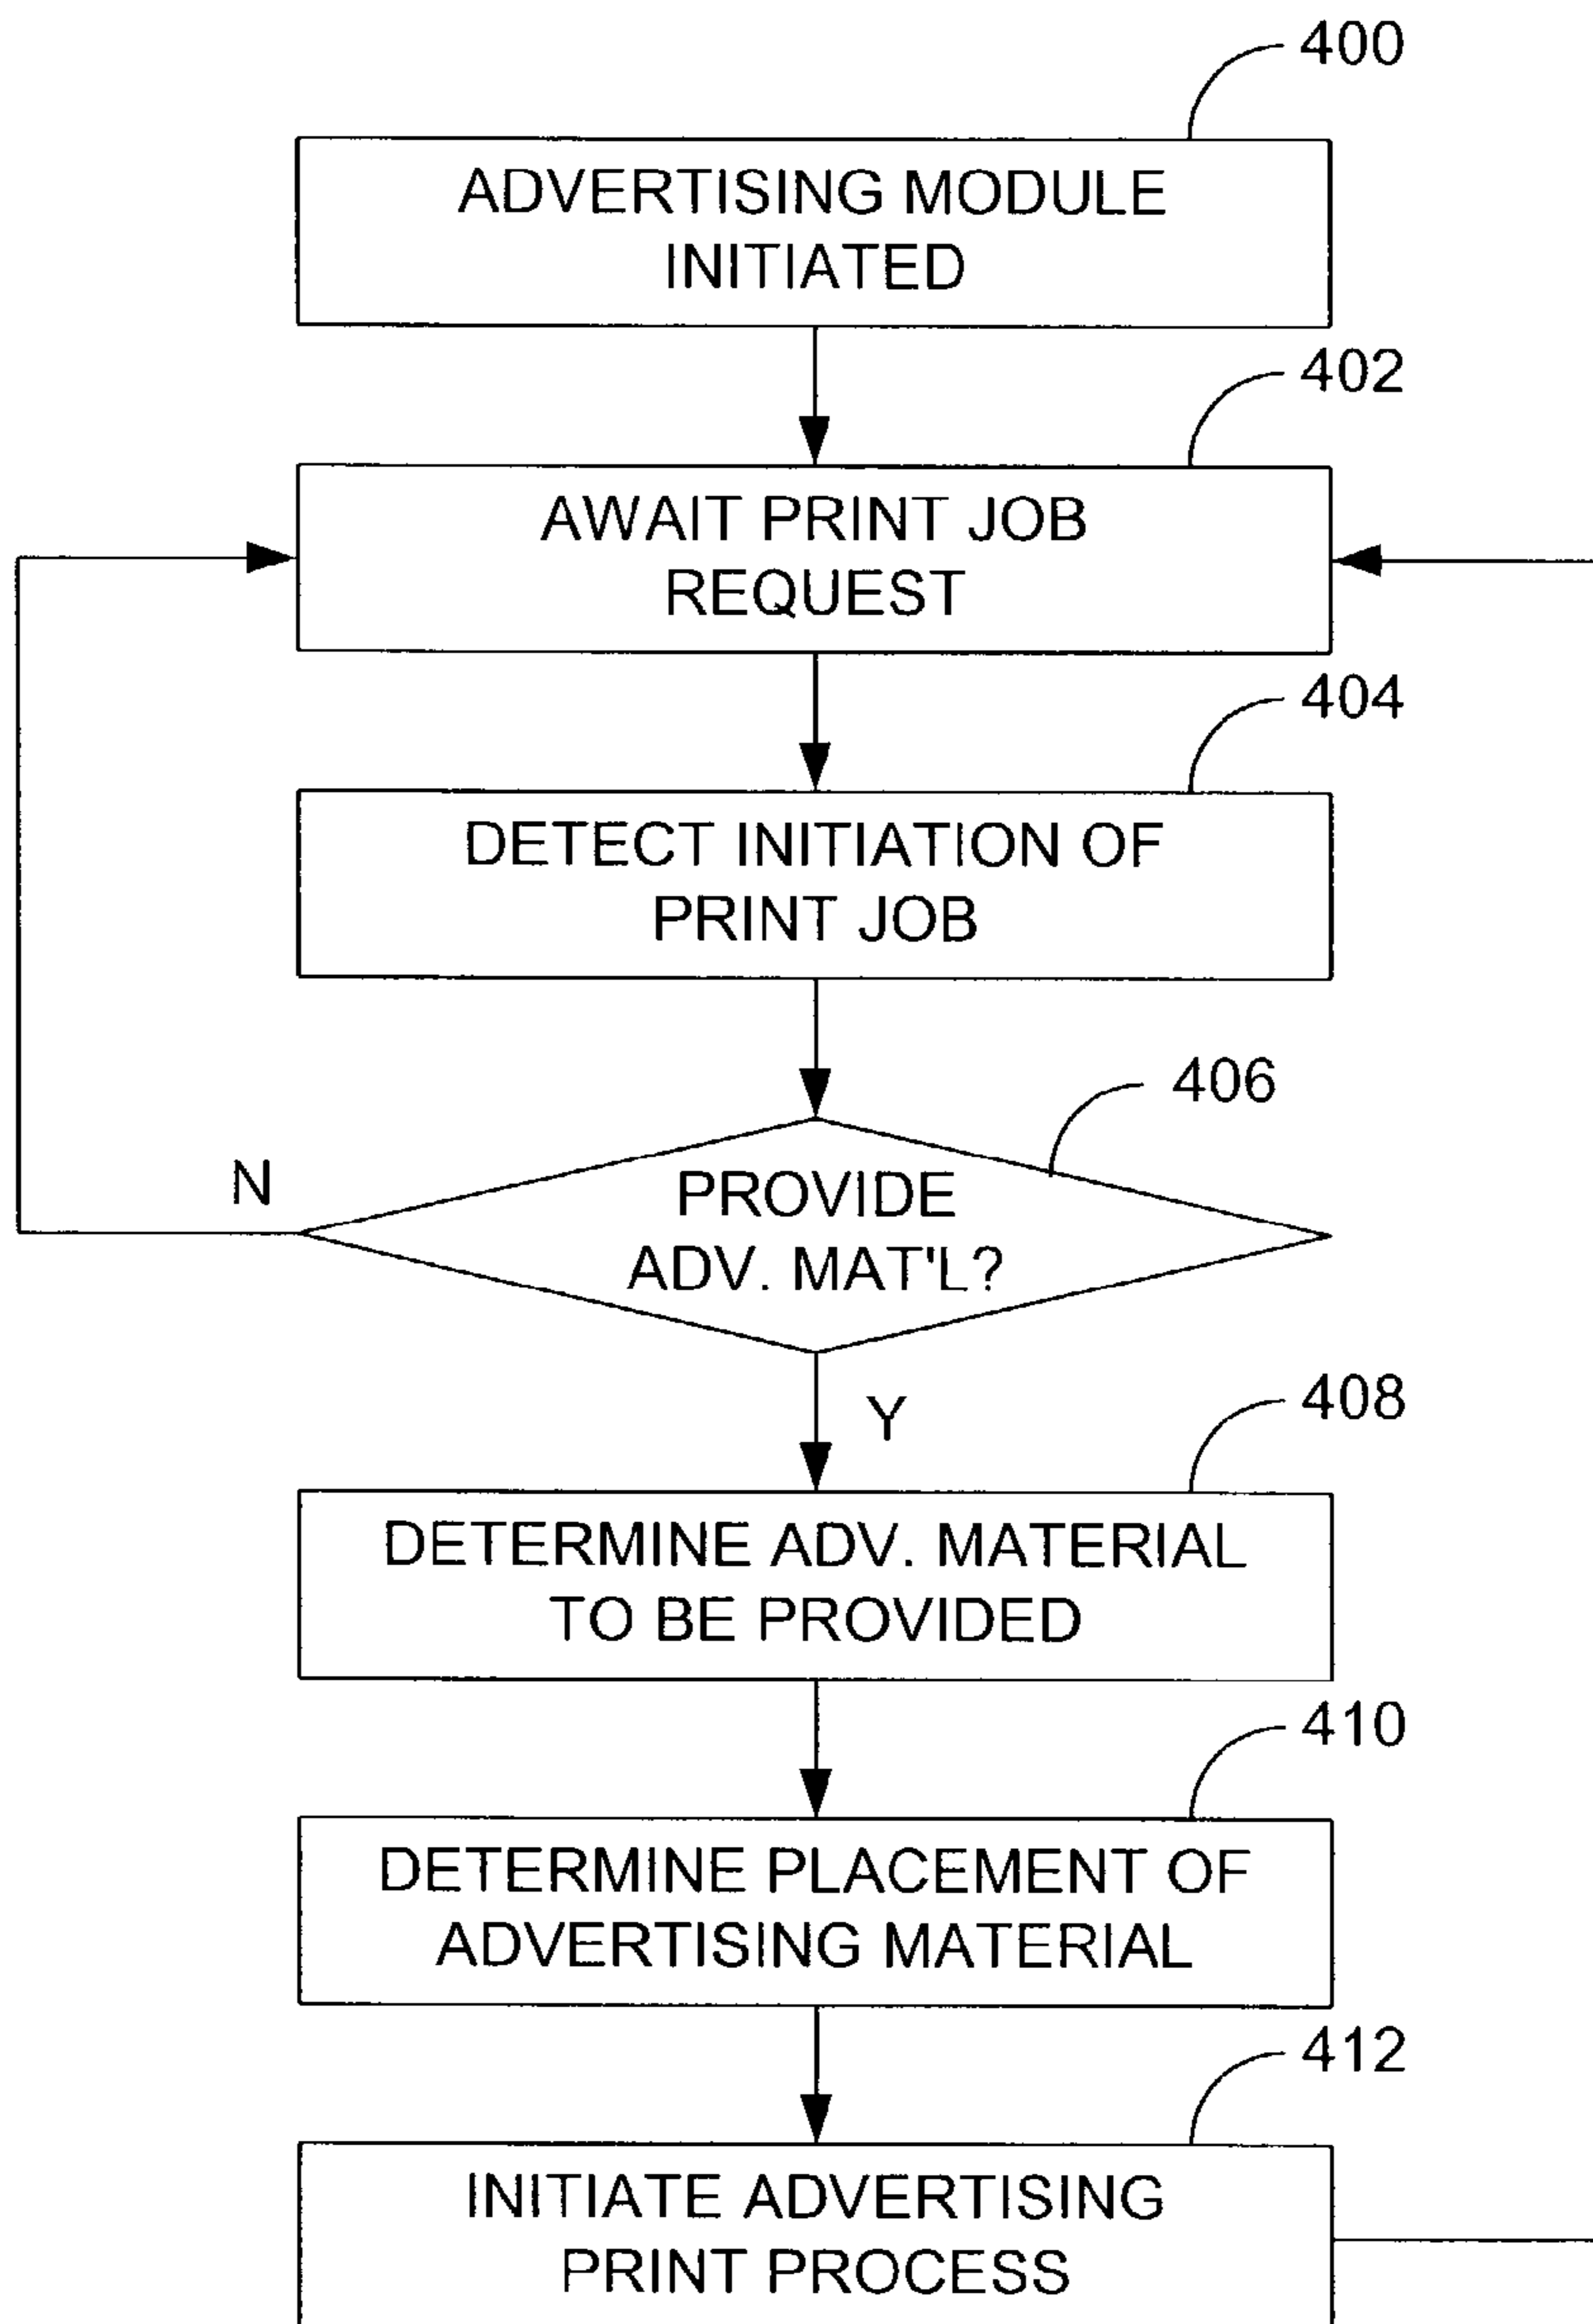 400
ADVERTISING MODULE
INITIATED
402
AWAIT PRINT JOB
REQUEST
404
DETECT INITIATION OF
PRINT JOB
406
N
PROVIDE
ADV. MAT'L?
Y
408
DETERMINE ADV. MATERIAL
TO BE PROVIDED
410
DETERMINE PLACEMENT OF
ADVERTISING MATERIAL
412
INITIATE ADVERTISING
PRINT PROCESS